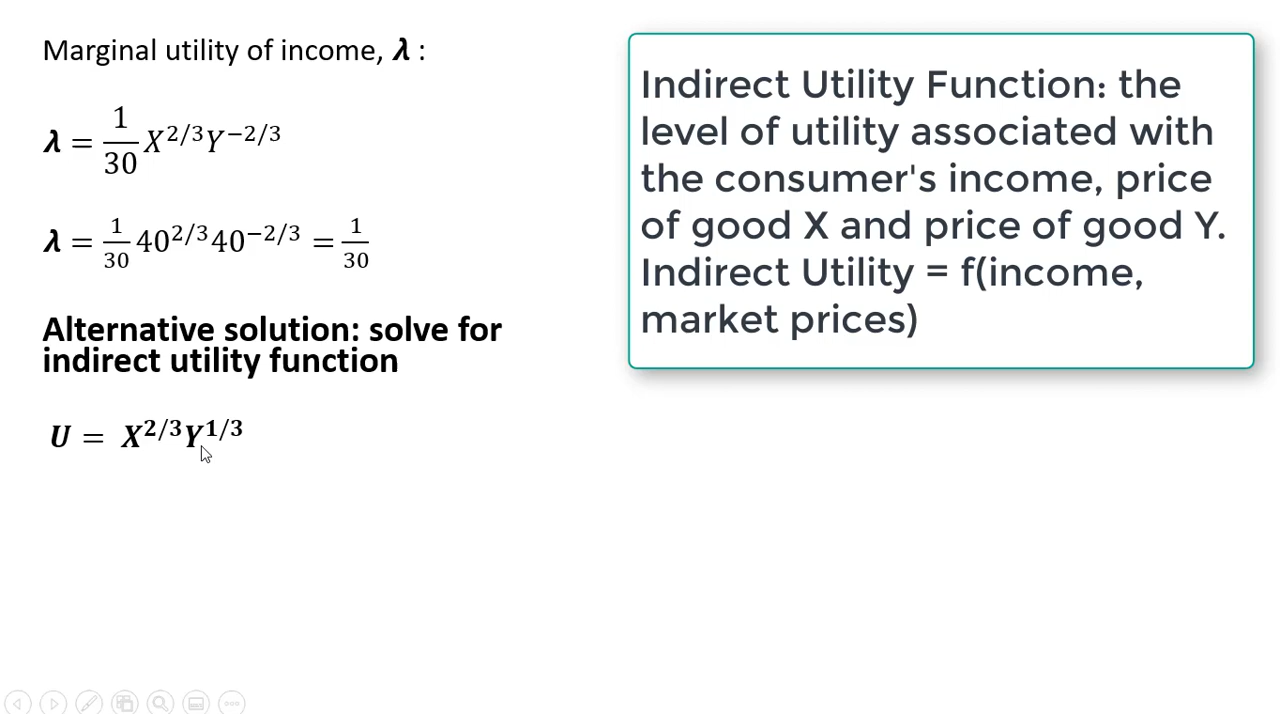 Marginal utility of income, λ :
λ = 1/30 X^{2/3}Y^{−2/3}
λ = 1/30 40^{2/3}40^{−2/3} = 1/30
Alternative solution: solve for
indirect utility function
U = X^{2/3}Y^{1/3}
Indirect Utility Function: the
level of utility associated with
the consumer's income, price
of good X and price of good Y.
Indirect Utility = f(income,
market prices)